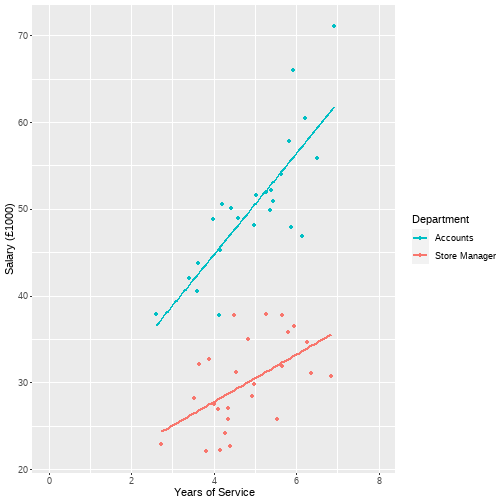 70
60
50
40
30
20
Salary (£1000)
0
2
4
6
8
Years of Service
Department
Accounts
Store Manager